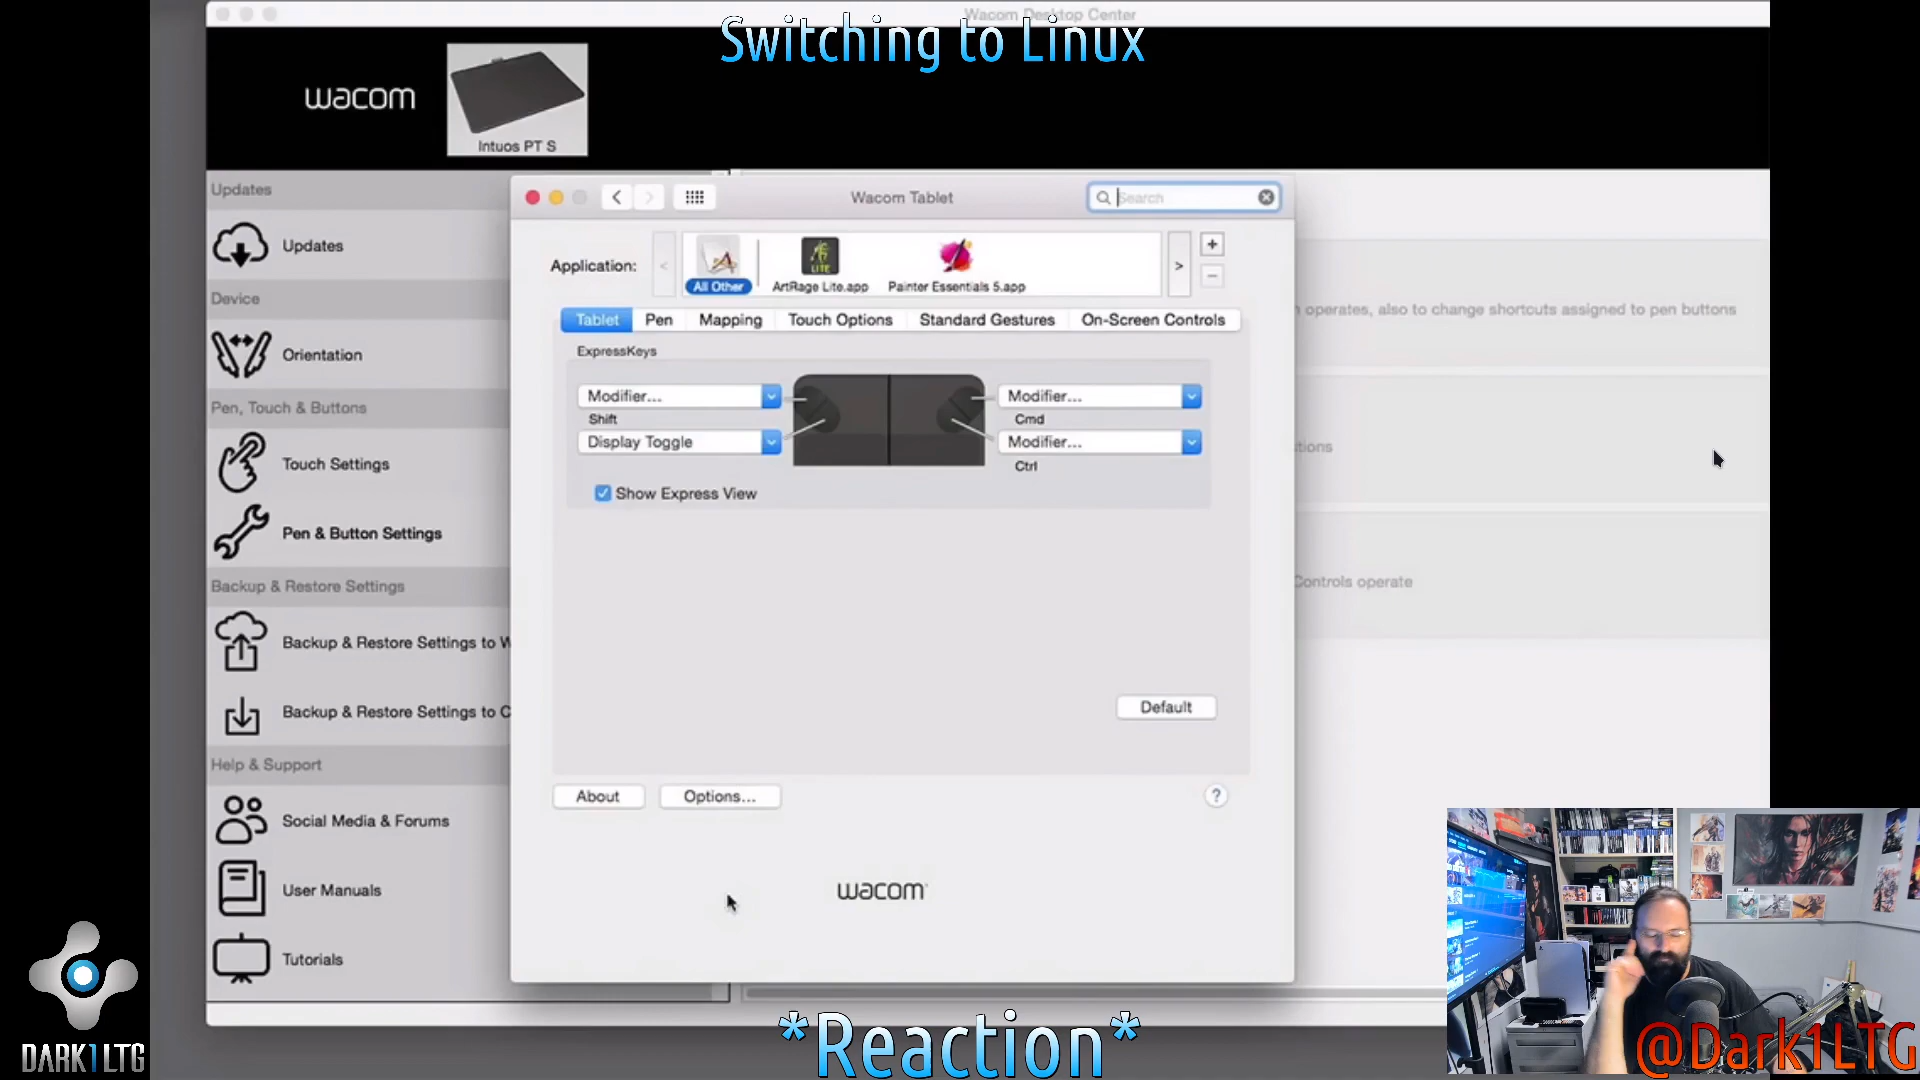 Wacom Desktop Center
Switching to Linux
wacom
Intuos PT S
Updates
Updates
Device
Orientation
Pen, Touch & Buttons
Touch Settings
Pen & Button Settings
Backup & Restore Settings
Backup & Restore Settings to W
Backup & Restore Settings to C
Help & Support
Social Media & Forums
User Manuals
Tutorials
Wacom Tablet
Search
Application:
All Other
LITE
ArtRage Lite.app
Painter Essentials 5.app
Tablet
Pen
Mapping
Touch Options
Standard Gestures
On-Screen Controls
ExpressKeys
Modifier...
Shift
Display Toggle
Modifier...
Cmd
Modifier...
Ctrl
Show Express View
Default
About
Options...
?
wacom
operates, also to change shortcuts assigned to pen buttons
tions
Controls operate
DARK1LTG
*Reaction*
@Dark1LTG